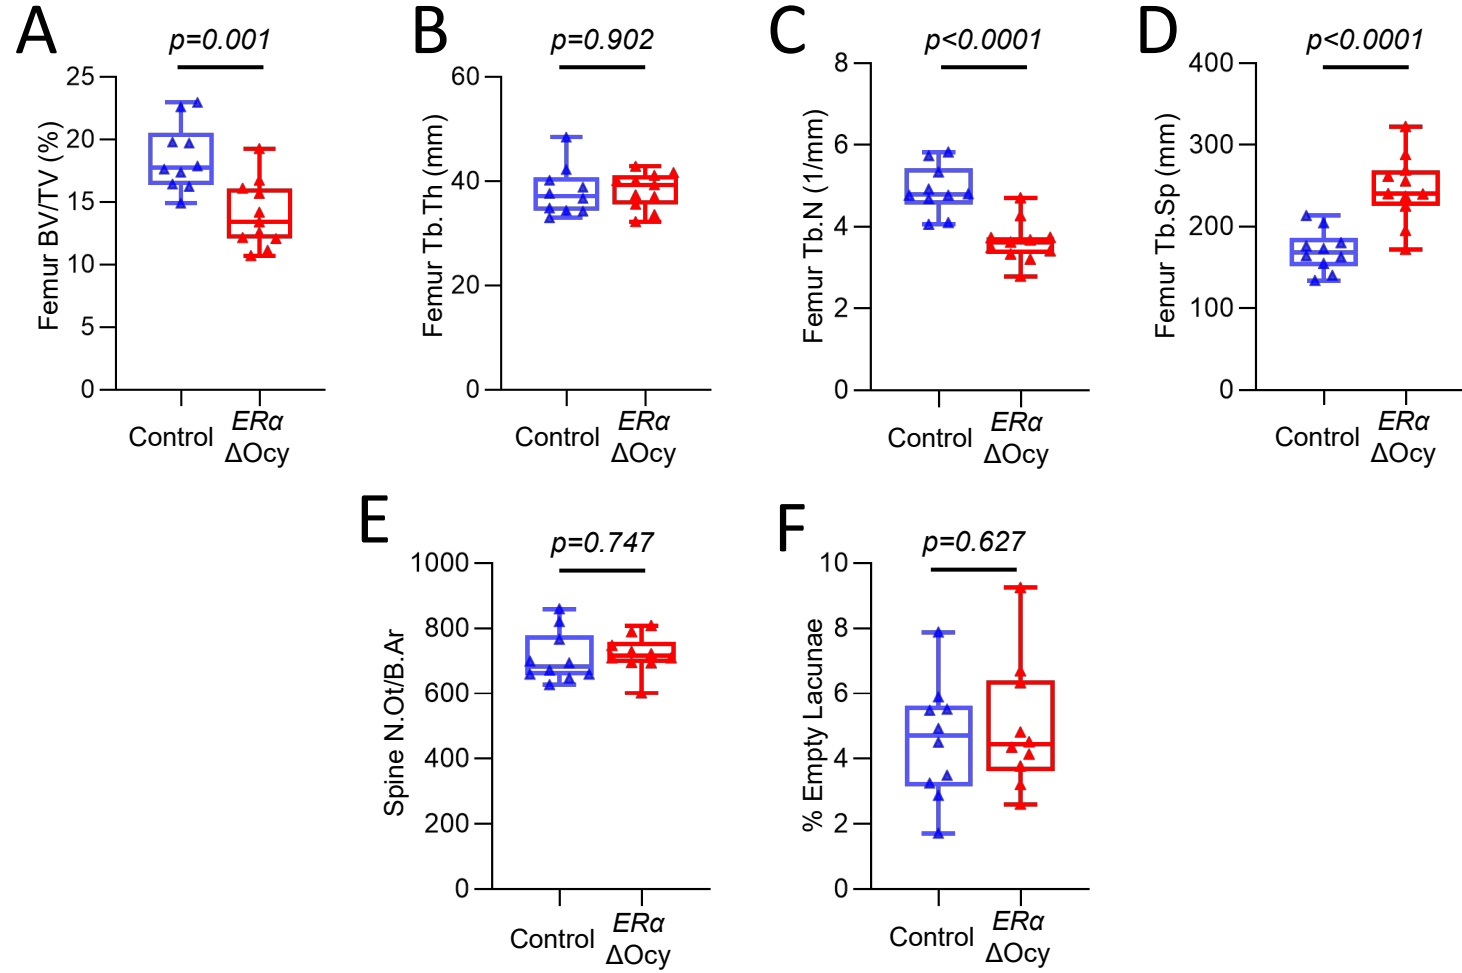 A
p=0.001
Femur BV/TV (%)
25
20
15
10
5
0
Control
ERα
ΔOcy
B
p=0.902
Femur Tb.Th (mm)
60
40
20
0
Control
ERα
ΔOcy
C
p<0.0001
Femur Tb.N (1/mm)
8
6
4
2
0
Control
ERα
ΔOcy
D
p<0.0001
Femur Tb.Sp (mm)
400
300
200
100
0
Control
ERα
ΔOcy
E
p=0.747
Spine N.Ot/B.Ar
1000
800
600
400
200
0
Control
ERα
ΔOcy
F
p=0.627
% Empty Lacunae
10
8
6
4
2
0
Control
ERα
ΔOcy